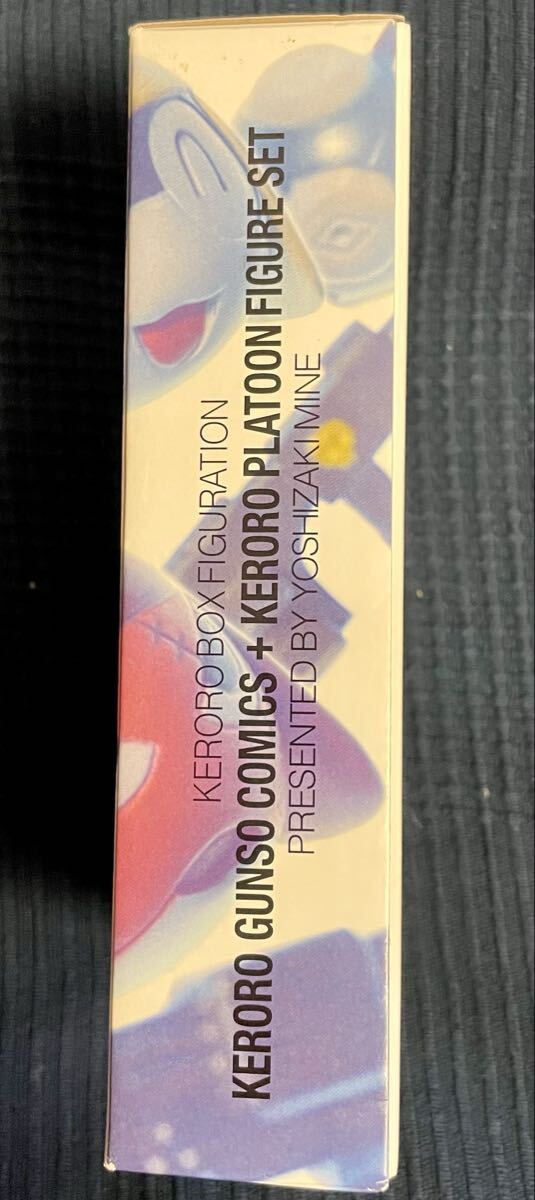 KERORO BOX FIGURATION
KERORO GUNSO COMICS + KERORO PLATOON FIGURE SET
PRESENTED BY YOSHIZAKI MINE